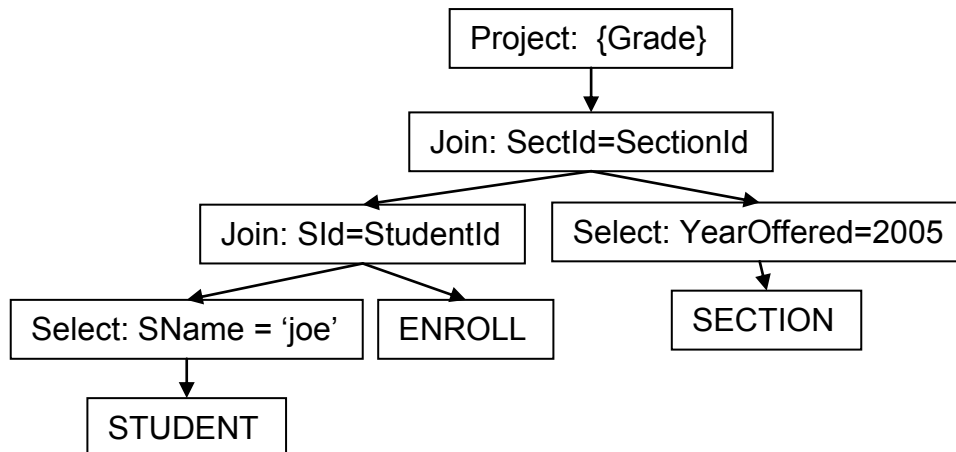 Project:  {Grade}
Join: SectId=SectionId
Join: SId=StudentId
Select: YearOffered=2005
Select: SName = ‘joe’
ENROLL
SECTION
STUDENT